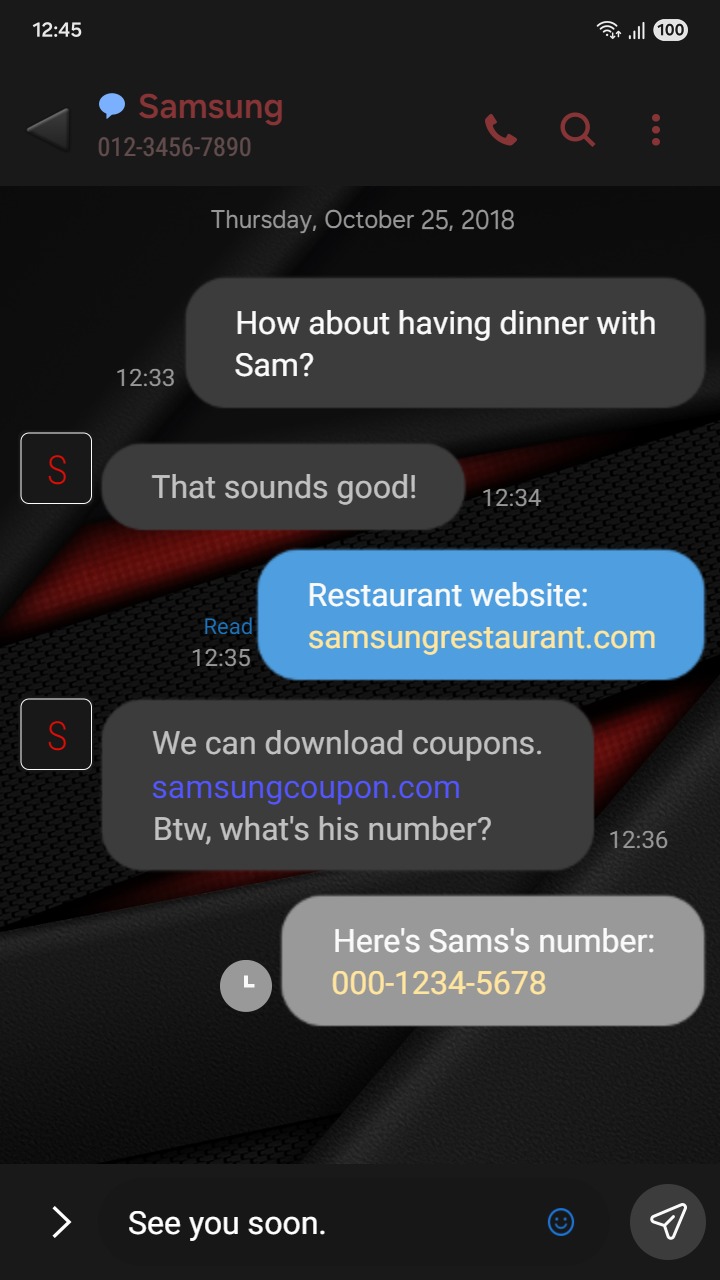 12:45
100
Samsung
012-3456-7890
Thursday, October 25, 2018
How about having dinner with
Sam?
12:33
S
That sounds good!
12:34
Restaurant website:
samsungrestaurant.com
Read
12:35
S
We can download coupons.
samsungcoupon.com
Btw, what's his number?
12:36
Here's Sams's number:
000-1234-5678
See you soon.